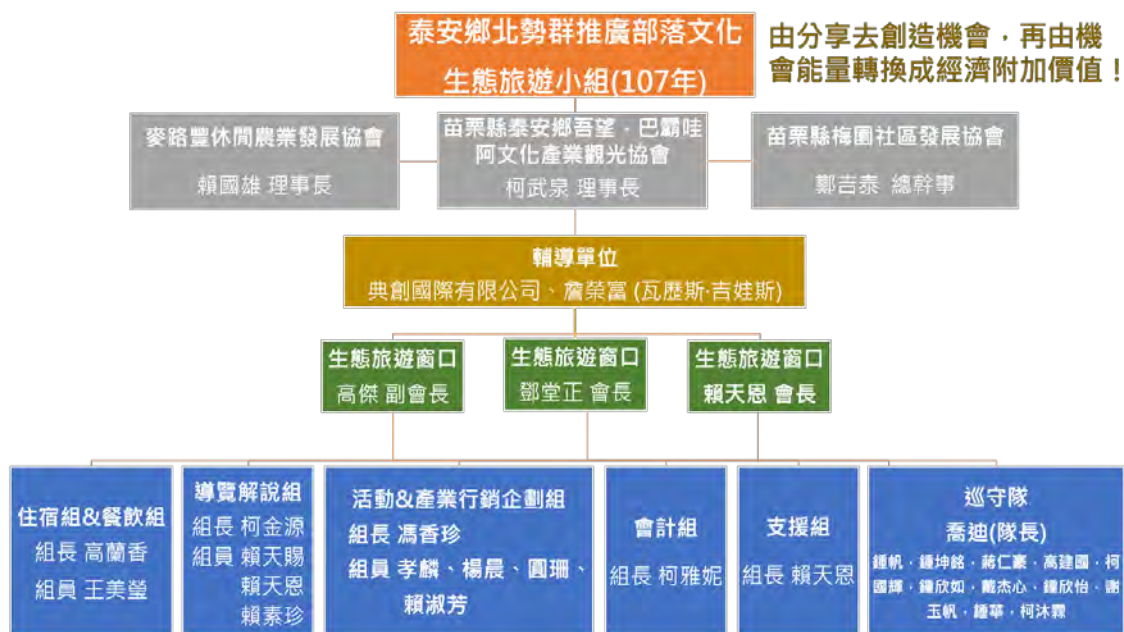 泰安鄉北勢群推廣部落文化
生態旅遊小組(107年)
由分享去創造機會，再由機
會能量轉換成經濟附加價值！
麥路豐休閒農業發展協會
賴國雄 理事長
苗栗縣泰安鄉吾望．巴霸哇
阿文化產業觀光協會
柯武泉 理事長
苗栗縣梅園社區發展協會
鄭吉泰 總幹事
輔導單位
典創國際有限公司、詹榮富 (瓦歷斯·吉娃斯)
生態旅遊窗口
高傑 副會長
生態旅遊窗口
鄧堂正 會長
生態旅遊窗口
賴天恩 會長
住宿組&餐飲組
組長 高蘭香
組員 王美瑩
導覽解說組
組長 柯金源
組員 賴天賜
賴天恩
賴素珍
活動&產業行銷企劃組
組長 馮香珍
組員 孝麟、楊晨、圓珊、
賴淑芳
會計組
組長 柯雅妮
支援組
組長 賴天恩
巡守隊
喬迪(隊長)
鍾帆．鍾坤銘．蔣仁豪．高建國．柯
國輝．鐘欣如．戴杰心．鐘欣怡．謝
玉帆．鍾華．柯沐霖